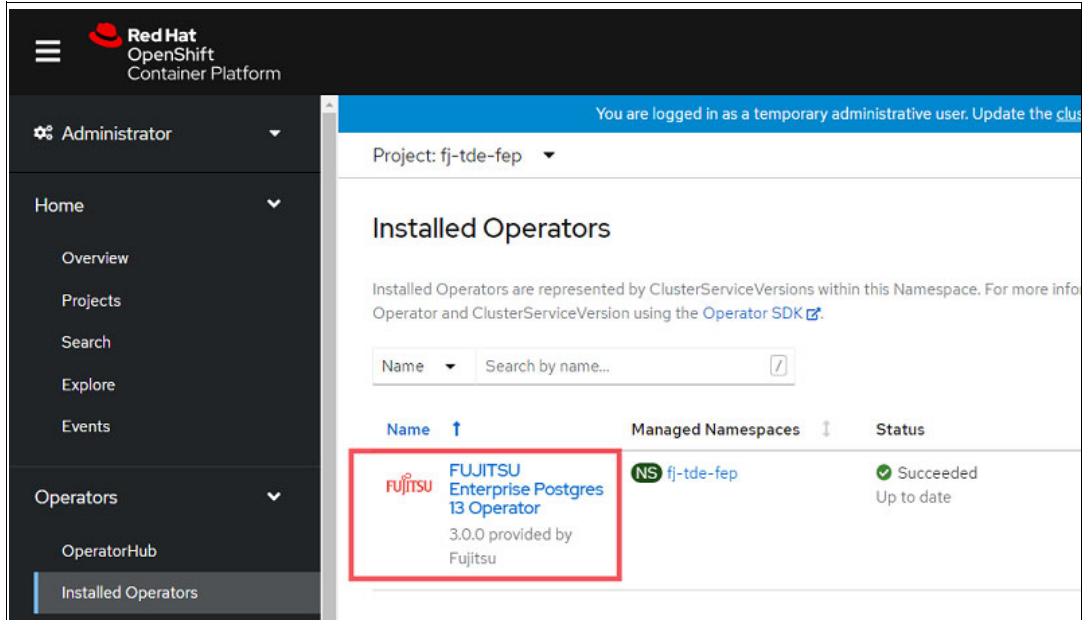 Red Hat
OpenShift
Container Platform
Administrator
Home
Overview
Projects
Search
Explore
Events
Operators
OperatorHub
Installed Operators
You are logged in as a temporary administrative user. Update the
Project: fj-tde-fep
Installed Operators
Installed Operators are represented by ClusterServiceVersions within this Namespace. For more
Operator and ClusterServiceVersion using the Operator SDK.
Name Search by name... /
Name Managed Namespaces Status
FUJITSU
FUJITSU
Enterprise Postgres
13 Operator
3.0.0 provided by
Fujitsu
NS fj-tde-fep
Succeeded
Up to date